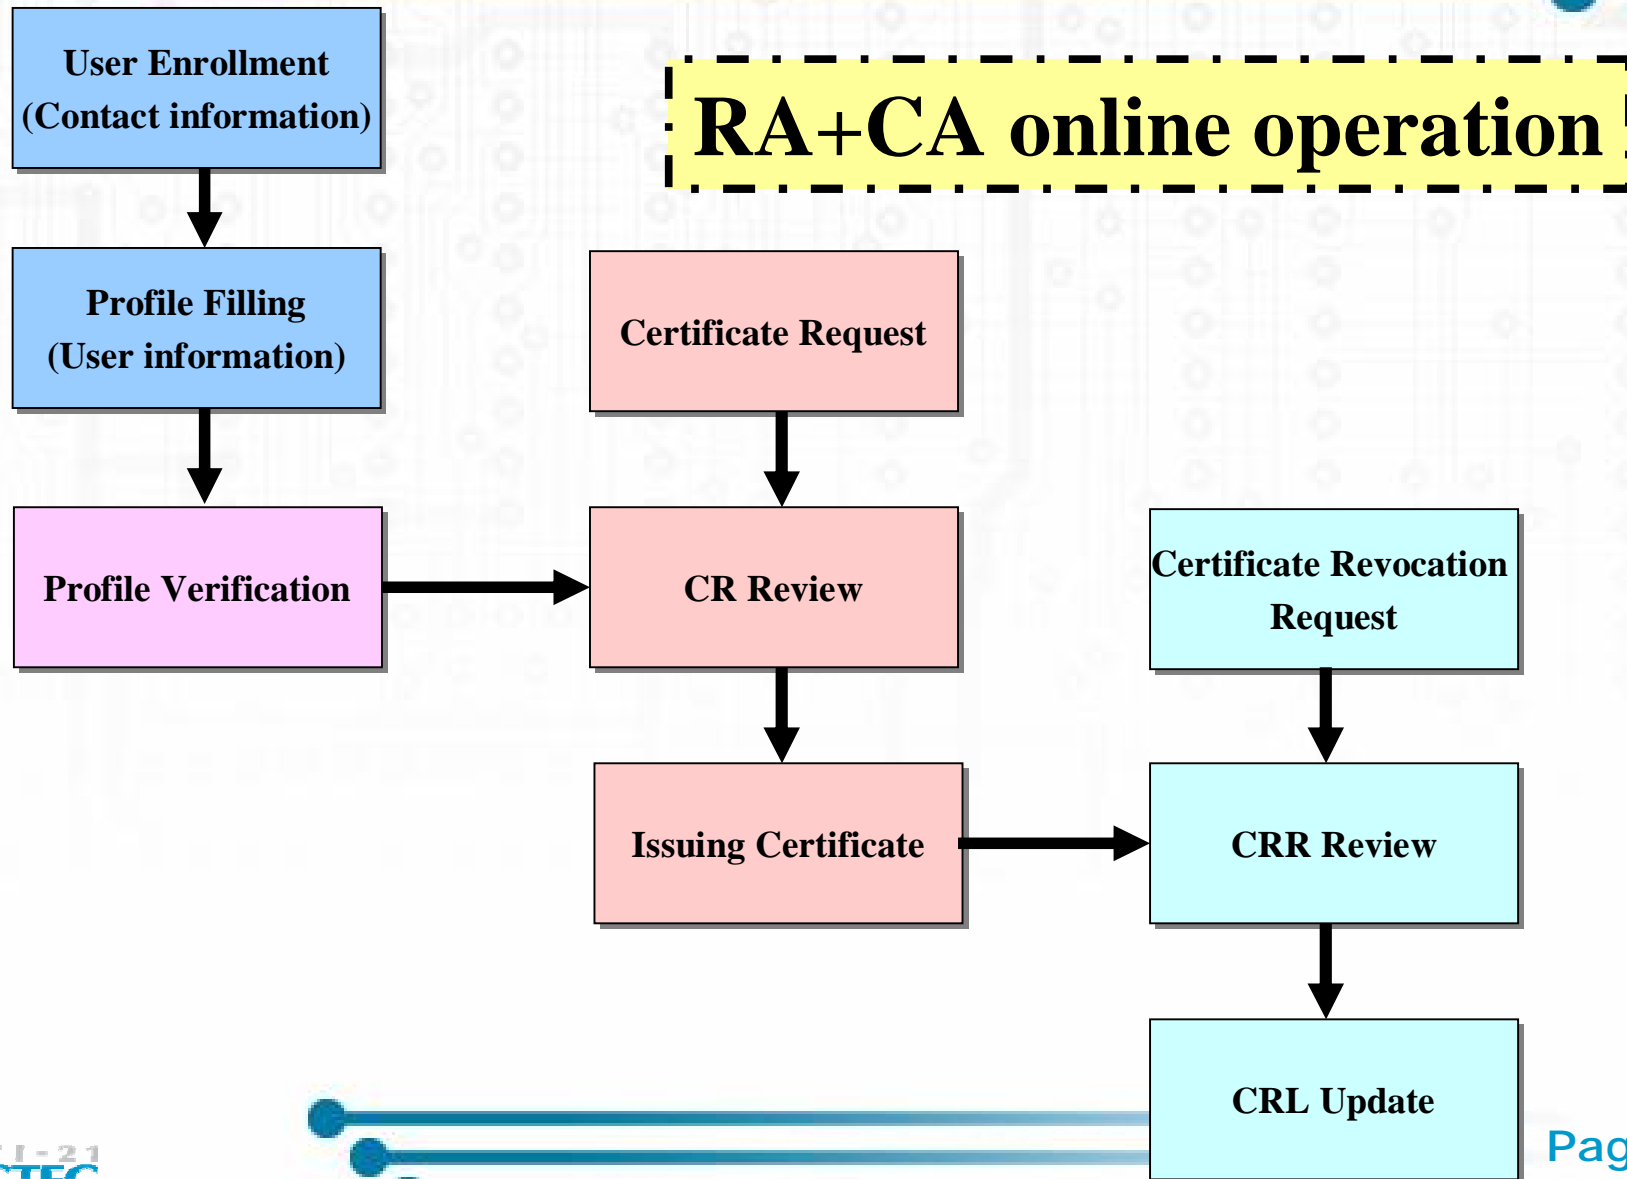 User Enrollment
(Contact information)
RA+CA online operation
Profile Filling
(User information)
Certificate Request
Profile Verification
CR Review
Certificate Revocation
Request
Issuing Certificate
CRR Review
CRL Update